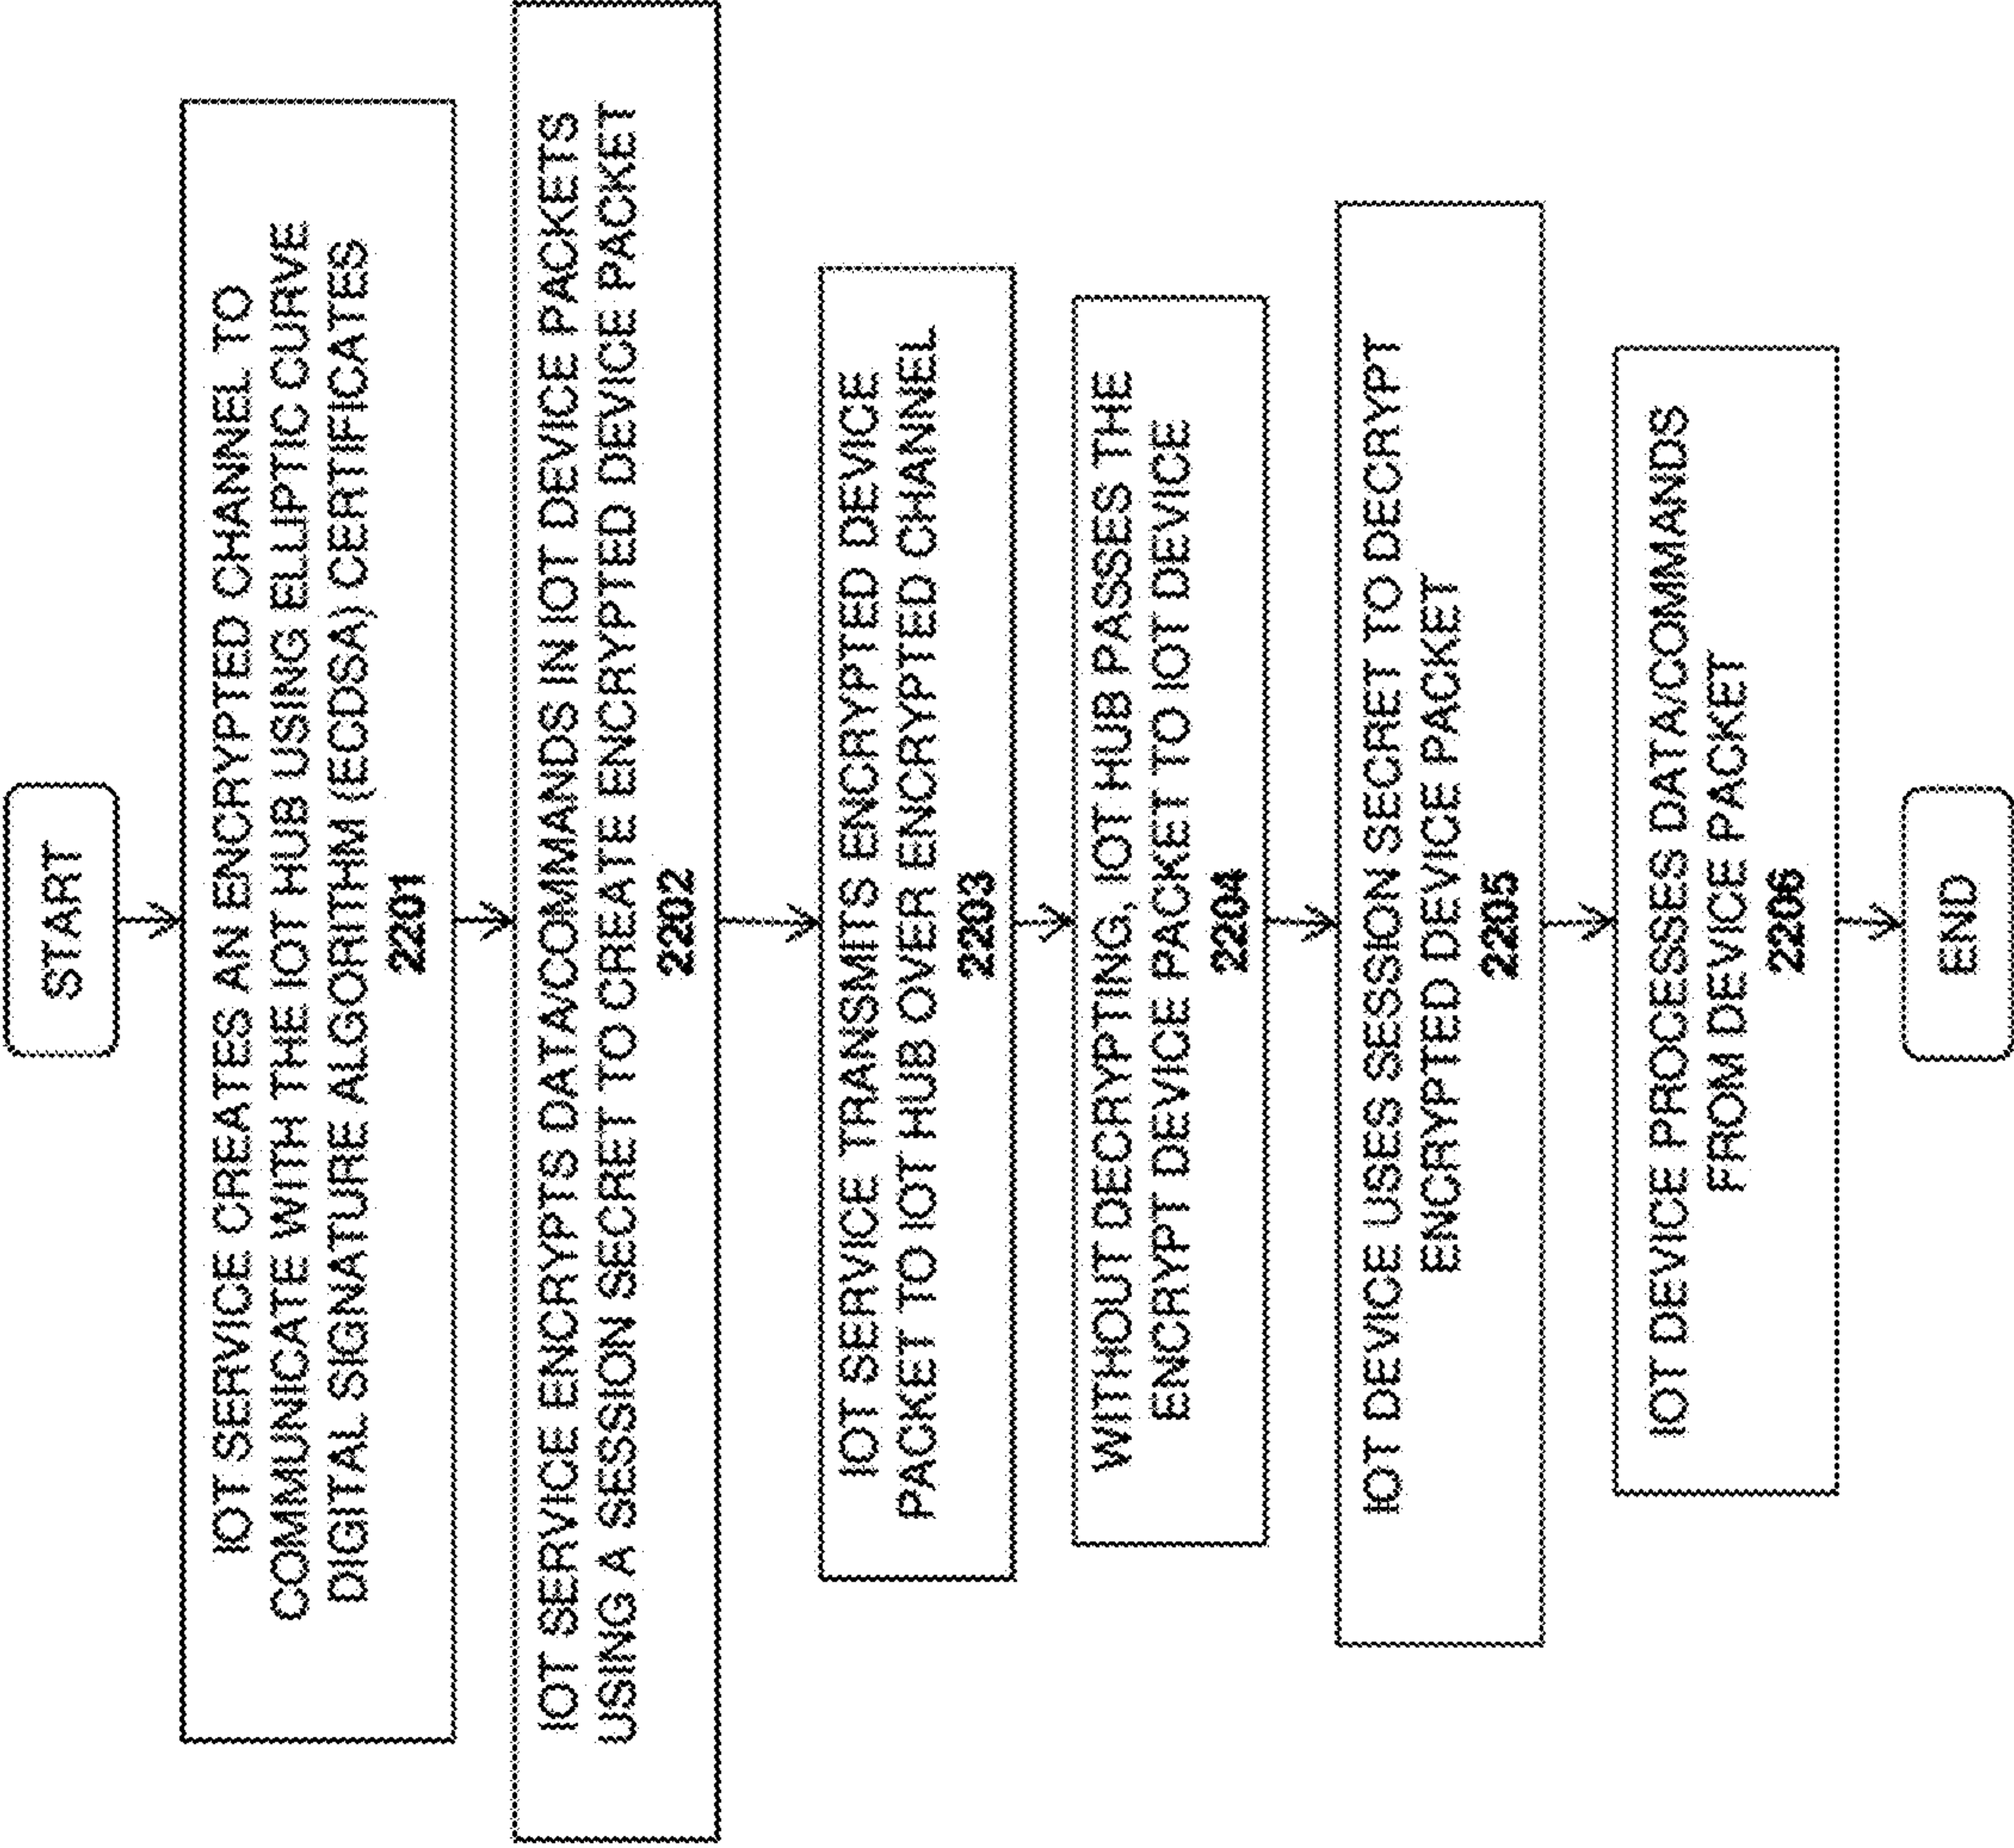 START
IOT SERVICE CREATES AN ENCRYPTED CHANNEL TO
COMMUNICATE WITH THE IOT HUB USING ELLIPTIC CURVE
DIGITAL SIGNATURE ALGORITHM (ECDSA) CERTIFICATES
2201
IOT SERVICE ENCRYPTS DATA/COMMANDS IN IOT DEVICE PACKETS
USING A SESSION SECRET TO CREATE ENCRYPTED DEVICE PACKET
2202
IOT SERVICE TRANSMITS ENCRYPTED DEVICE
PACKET TO IOT HUB OVER ENCRYPTED CHANNEL
2203
WITHOUT DECRYPTING, IOT HUB PASSES THE
ENCRYPT DEVICE PACKET TO IOT DEVICE
2204
IOT DEVICE USES SESSION SECRET TO DECRYPT
ENCRYPTED DEVICE PACKET
2205
IOT DEVICE PROCESSES DATA/COMMANDS
FROM DEVICE PACKET
2206
END